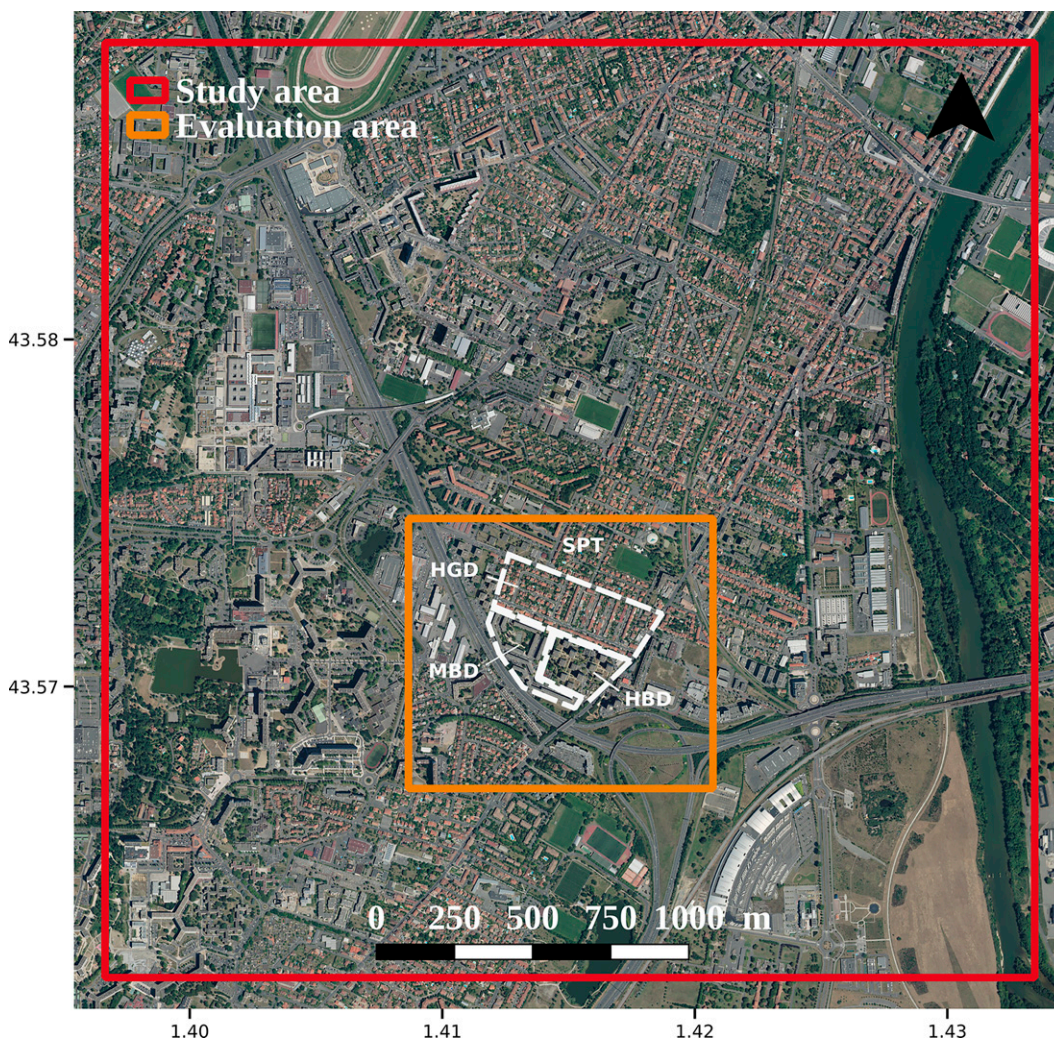 Study area
Evaluation area
43.58
SPT
HGD
MBD
43.57
HBD
0 250 500 750 1000 m
1.40 1.41 1.42 1.43